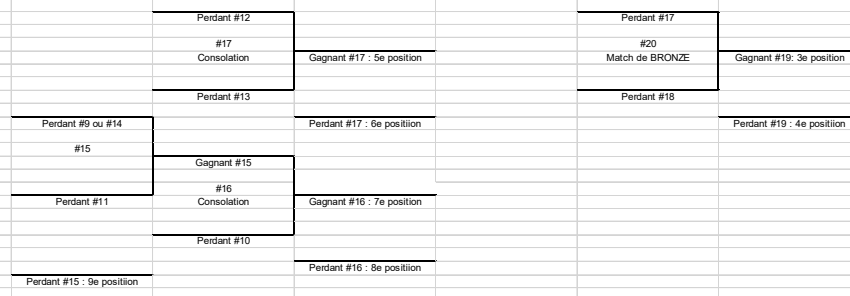 Perdant #12
#17
Consolation
Gagnant #17 : 5e position
Perdant #13
Perdant #17 : 6e positiion
Perdant #9 ou #14
#15
Gagnant #15
#16
Perdant #11
Consolation
Gagnant #16 : 7e position
Perdant #10
Perdant #16 : 8e positiion
Perdant #15 : 9e positiion
Perdant #17
#20
Match de BRONZE
Gagnant #19: 3e position
Perdant #18
Perdant #19 : 4e positiion